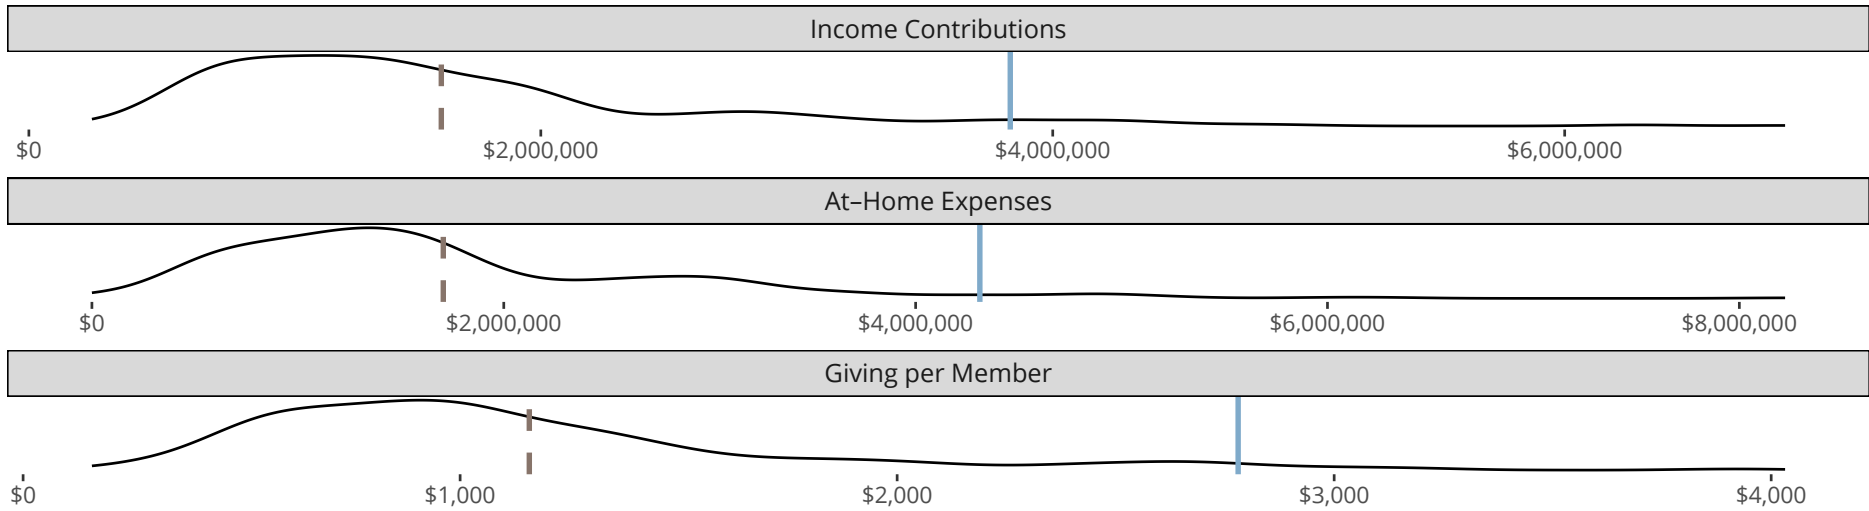 Income Contributions
$0 $2,000,000 $4,000,000 $6,000,000
At–Home Expenses
$0 $2,000,000 $4,000,000 $6,000,000 $8,000,000
Giving per Member
$0 $1,000 $2,000 $3,000 $4,000